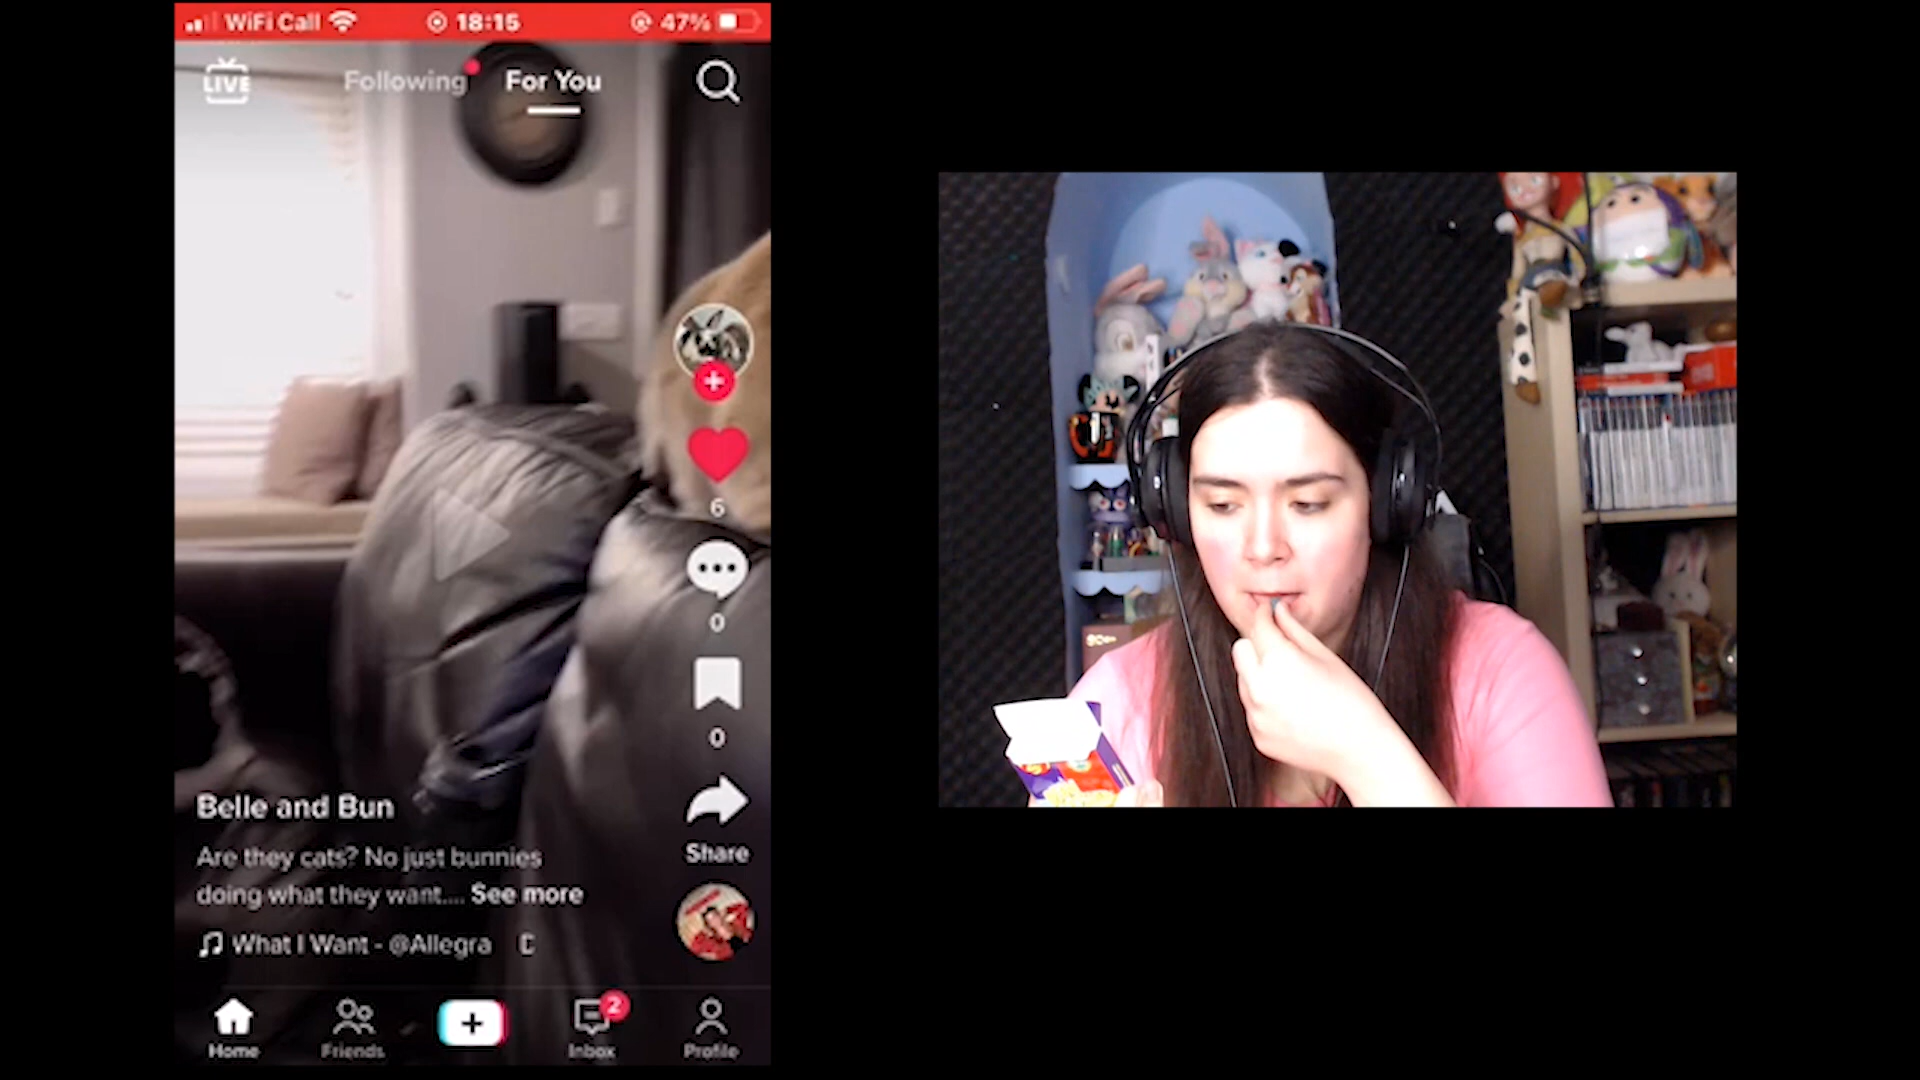 WiFi Call 18:15 47%
LIVE Following For You
6
0
0
Share
Belle and Bun
Are they cats? No just bunnies
doing what they want.... See more
What I Want - @Allegra
Home Friends Inbox 2 Profile